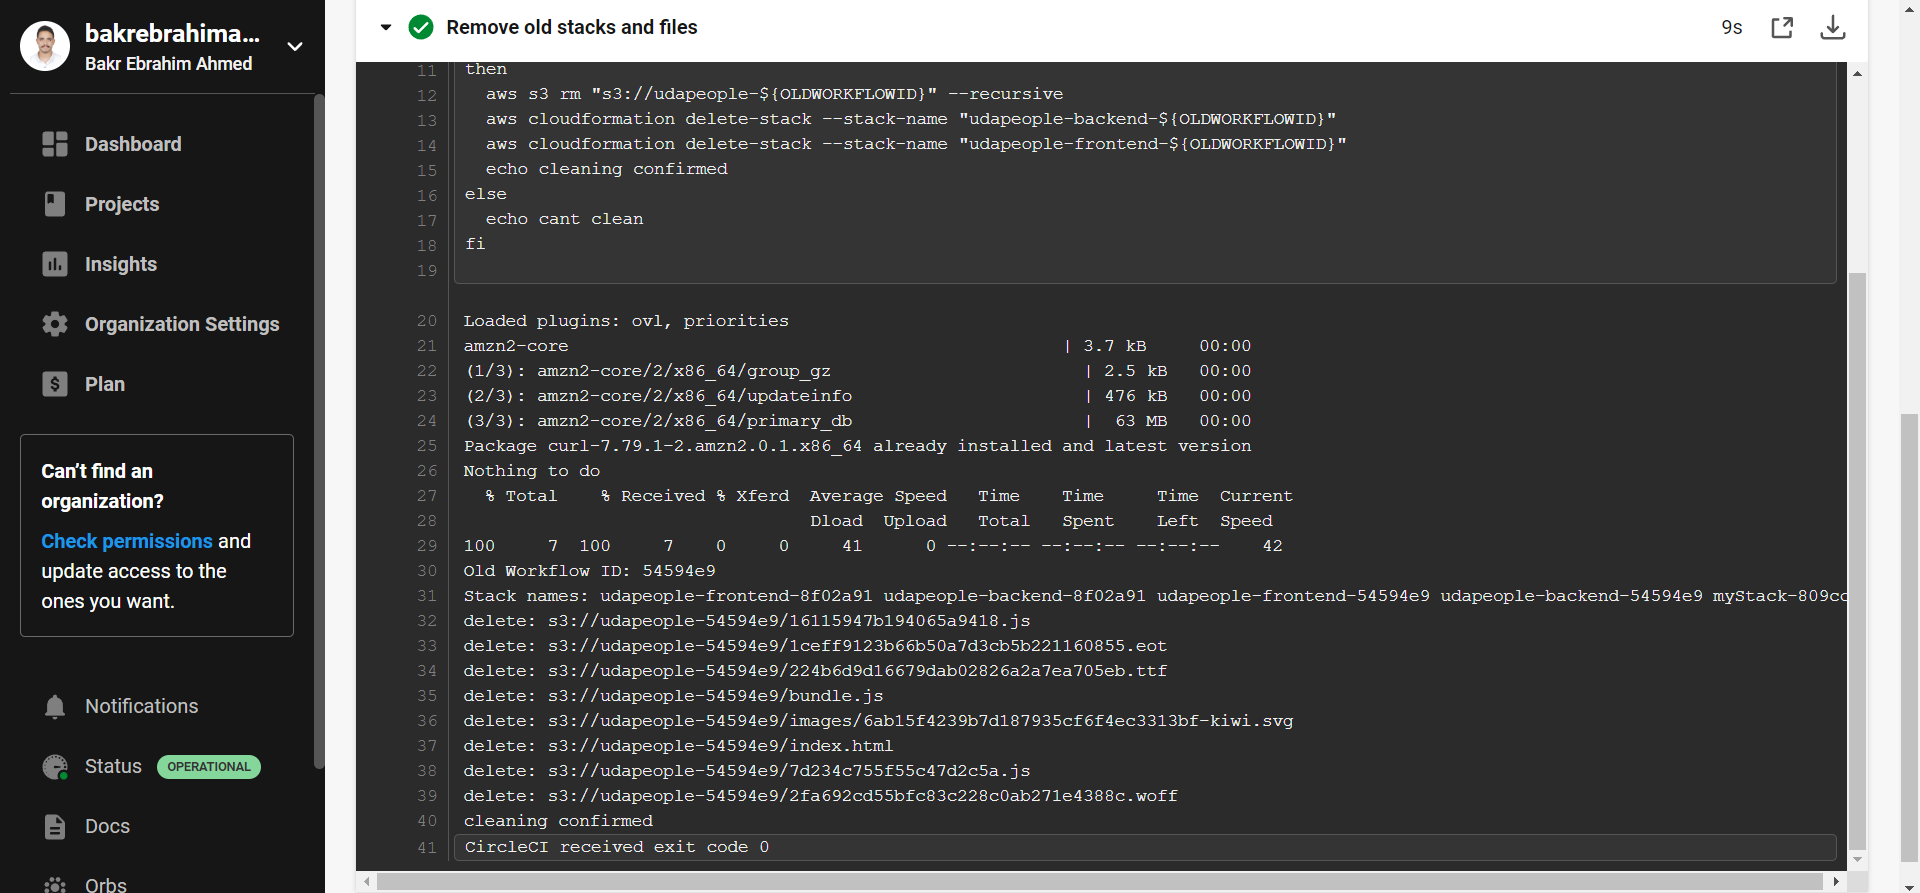 bakrebrahima...
Bakr Ebrahim Ahmed
Dashboard
Projects
Insights
Organization Settings
Plan
Can’t find an
organization?
Check permissions and
update access to the
ones you want.
Notifications
Status OPERATIONAL
Docs
Orbs
Remove old stacks and files 9s
11 then
12 aws s3 rm "s3://udapeople-${OLDWORKFLOWID}" --recursive
13 aws cloudformation delete-stack --stack-name "udapeople-backend-${OLDWORKFLOWID}"
14 aws cloudformation delete-stack --stack-name "udapeople-frontend-${OLDWORKFLOWID}"
15 echo cleaning confirmed
16 else
17 echo cant clean
18 fi
19
20 Loaded plugins: ovl, priorities
21 amzn2-core | 3.7 kB 00:00
22 (1/3): amzn2-core/2/x86_64/group_gz | 2.5 kB 00:00
23 (2/3): amzn2-core/2/x86_64/updateinfo | 476 kB 00:00
24 (3/3): amzn2-core/2/x86_64/primary_db | 63 MB 00:00
25 Package curl-7.79.1-2.amzn2.0.1.x86_64 already installed and latest version
26 Nothing to do
27 % Total % Received % Xferd Average Speed Time Time Time Current
28 Dload Upload Total Spent Left Speed
29 100 7 100 7 0 0 41 0 --:--:-- --:--:-- --:--:-- 42
30 Old Workflow ID: 54594e9
31 Stack names: udapeople-frontend-8f02a91 udapeople-backend-8f02a91 udapeople-frontend-54594e9 udapeople-backend-54594e9 myStack-809cc
32 delete: s3://udapeople-54594e9/16115947b194065a9418.js
33 delete: s3://udapeople-54594e9/1ceff9123b66b50a7d3cb5b221160855.eot
34 delete: s3://udapeople-54594e9/224b6d9d16679dab02826a2a7ea705eb.ttf
35 delete: s3://udapeople-54594e9/bundle.js
36 delete: s3://udapeople-54594e9/images/6ab15f4239b7d187935cf6f4ec3313bf-kiwi.svg
37 delete: s3://udapeople-54594e9/index.html
38 delete: s3://udapeople-54594e9/7d234c755f55c47d2c5a.js
39 delete: s3://udapeople-54594e9/2fa692cd55bfc83c228c0ab271e4388c.woff
40 cleaning confirmed
41 CircleCI received exit code 0